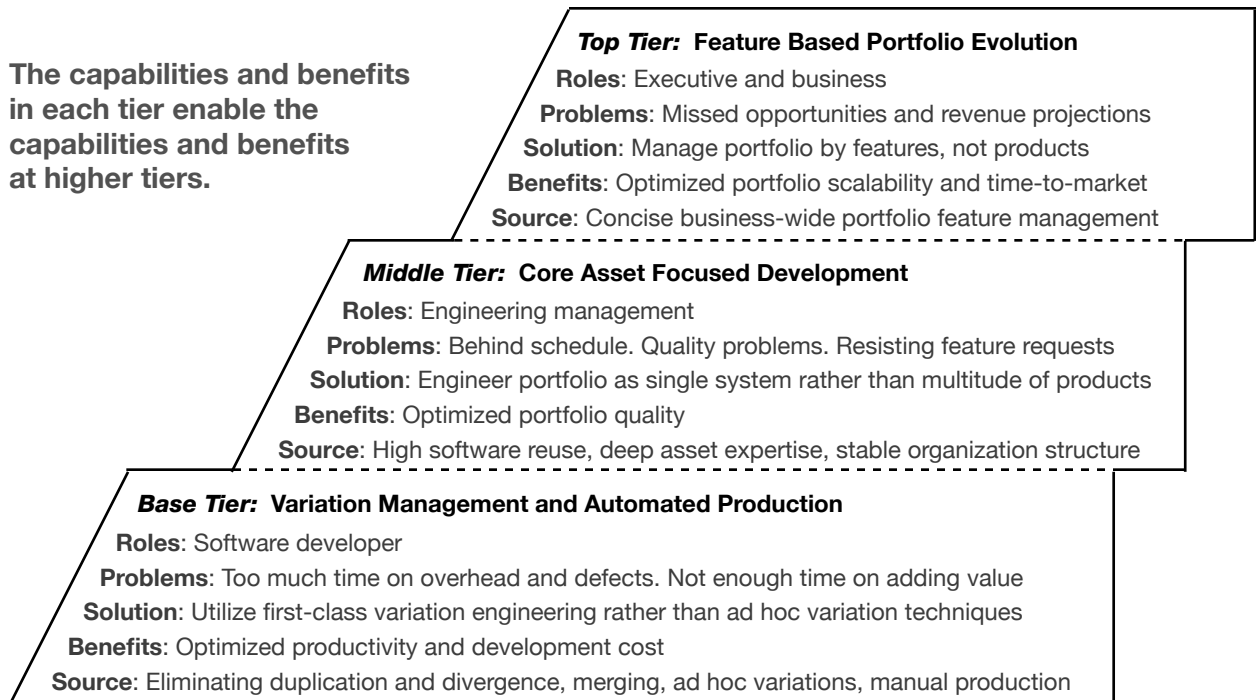 The capabilities and benefits
in each tier enable the
capabilities and benefits
at higher tiers.
Top Tier: Feature Based Portfolio Evolution
Roles: Executive and business
Problems: Missed opportunities and revenue projections
Solution: Manage portfolio by features, not products
Benefits: Optimized portfolio scalability and time-to-market
Source: Concise business-wide portfolio feature management
Middle Tier: Core Asset Focused Development
Roles: Engineering management
Problems: Behind schedule. Quality problems. Resisting feature requests
Solution: Engineer portfolio as single system rather than multitude of products
Benefits: Optimized portfolio quality
Source: High software reuse, deep asset expertise, stable organization structure
Base Tier: Variation Management and Automated Production
Roles: Software developer
Problems: Too much time on overhead and defects. Not enough time on adding value
Solution: Utilize first-class variation engineering rather than ad hoc variation techniques
Benefits: Optimized productivity and development cost
Source: Eliminating duplication and divergence, merging, ad hoc variations, manual production